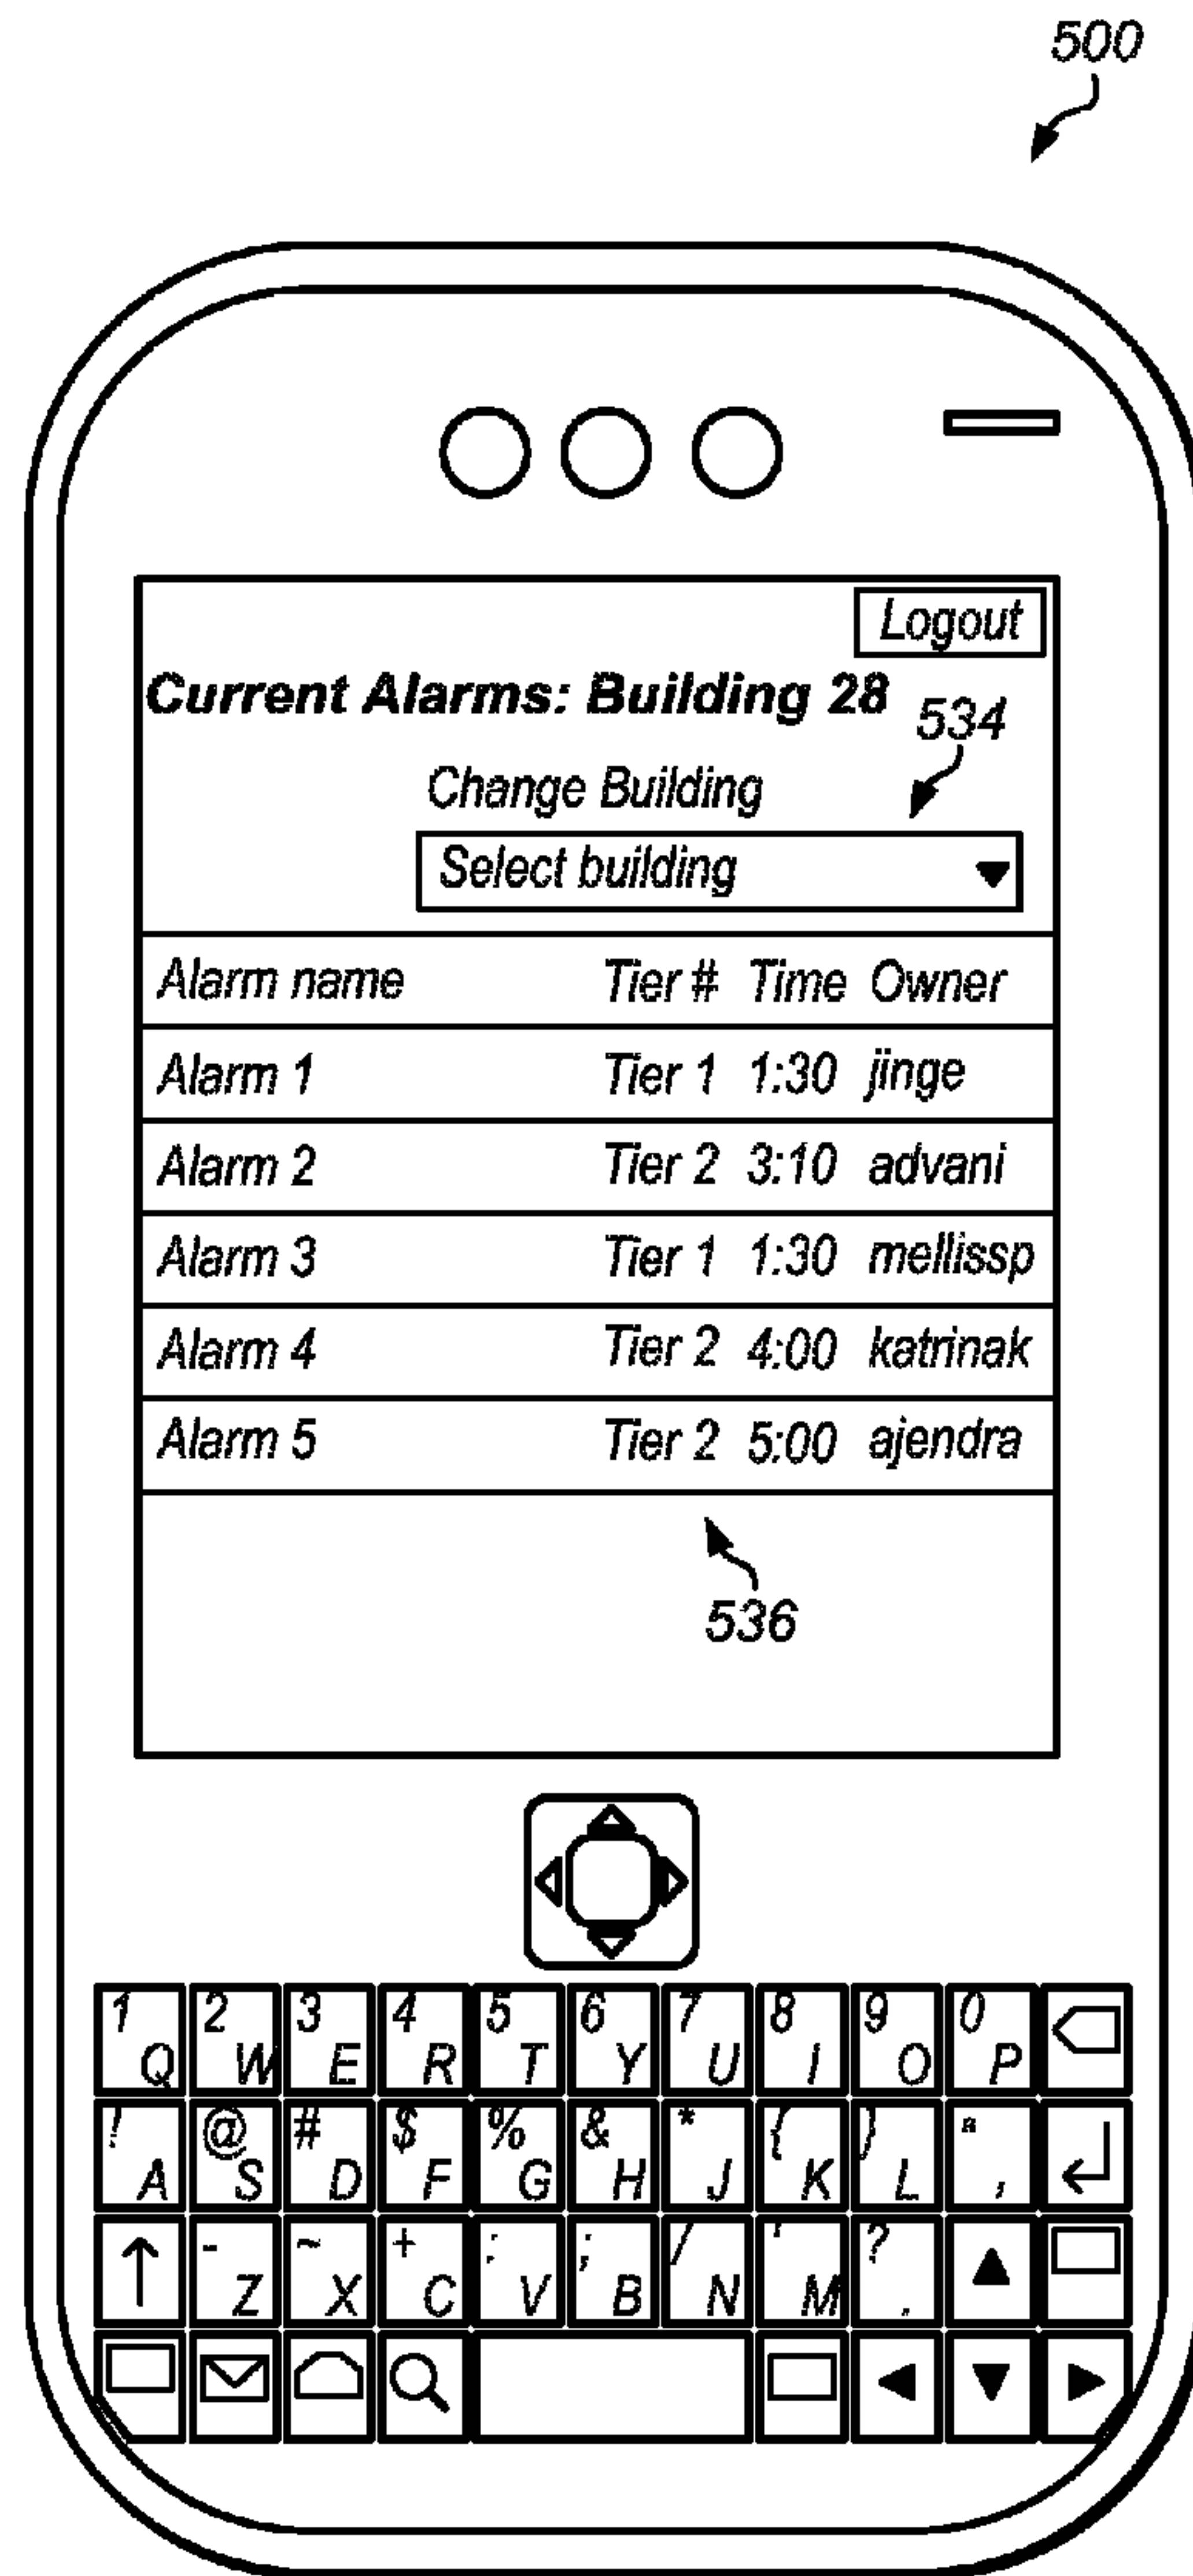 500
Logout
Current Alarms: Building 28
534
Change Building
Select building
Alarm name Tier # Time Owner
Alarm 1 Tier 1 1:30 jinge
Alarm 2 Tier 2 3:10 advani
Alarm 3 Tier 1 1:30 mellissp
Alarm 4 Tier 2 4:00 katrinak
Alarm 5 Tier 2 5:00 ajendra
536
1 2 3 4 5 6 7 8 9 0
Q W E R T Y U I O P
! @ # $ % & * { } "
A S D F G H J K L ,
- ~ + : ; / ' ?
Z X C V B N M .